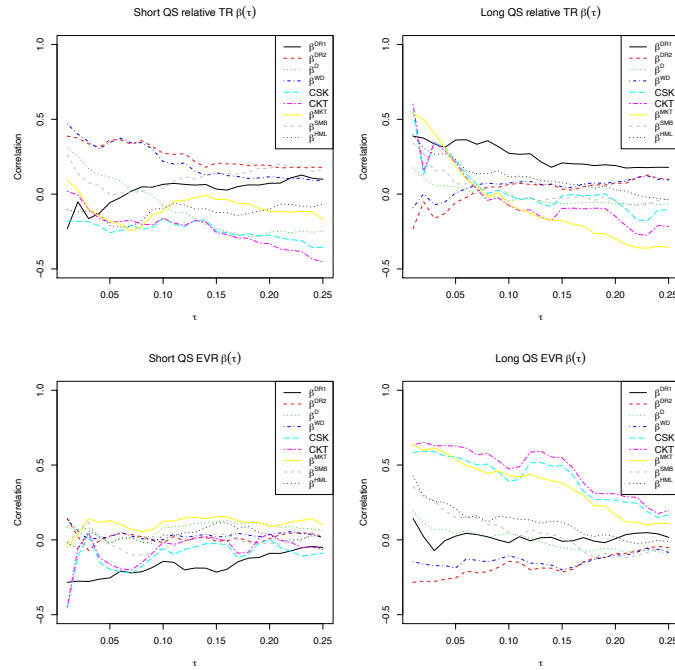 Short QS relative TR β(τ)
Correlation
1.0
0.5
0.0
−0.5
0.05
0.10
0.15
0.20
0.25
τ
β^DR1
β^DR2
β^D
β^WD
CSK
CKT
β^MKT
β^SMB
β^HML
Long QS relative TR β(τ)
Correlation
1.0
0.5
0.0
−0.5
0.05
0.10
0.15
0.20
0.25
τ
β^DR1
β^DR2
β^D
β^WD
CSK
CKT
β^MKT
β^SMB
β^HML
Short QS EVR β(τ)
Correlation
1.0
0.5
0.0
−0.5
0.05
0.10
0.15
0.20
0.25
τ
β^DR1
β^DR2
β^D
β^WD
CSK
CKT
β^MKT
β^SMB
β^HML
Long QS EVR β(τ)
Correlation
1.0
0.5
0.0
−0.5
0.05
0.10
0.15
0.20
0.25
τ
β^DR1
β^DR2
β^D
β^WD
CSK
CKT
β^MKT
β^SMB
β^HML